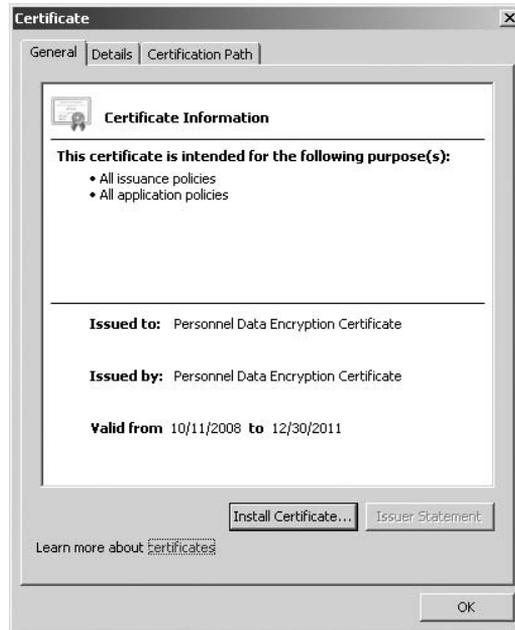 Certificate
General Details Certification Path
Certificate Information
This certificate is intended for the following purpose(s):
• All issuance policies
• All application policies
Issued to: Personnel Data Encryption Certificate
Issued by: Personnel Data Encryption Certificate
Valid from 10/11/2008 to 12/30/2011
Install Certificate... Issuer Statement
Learn more about certificates
OK